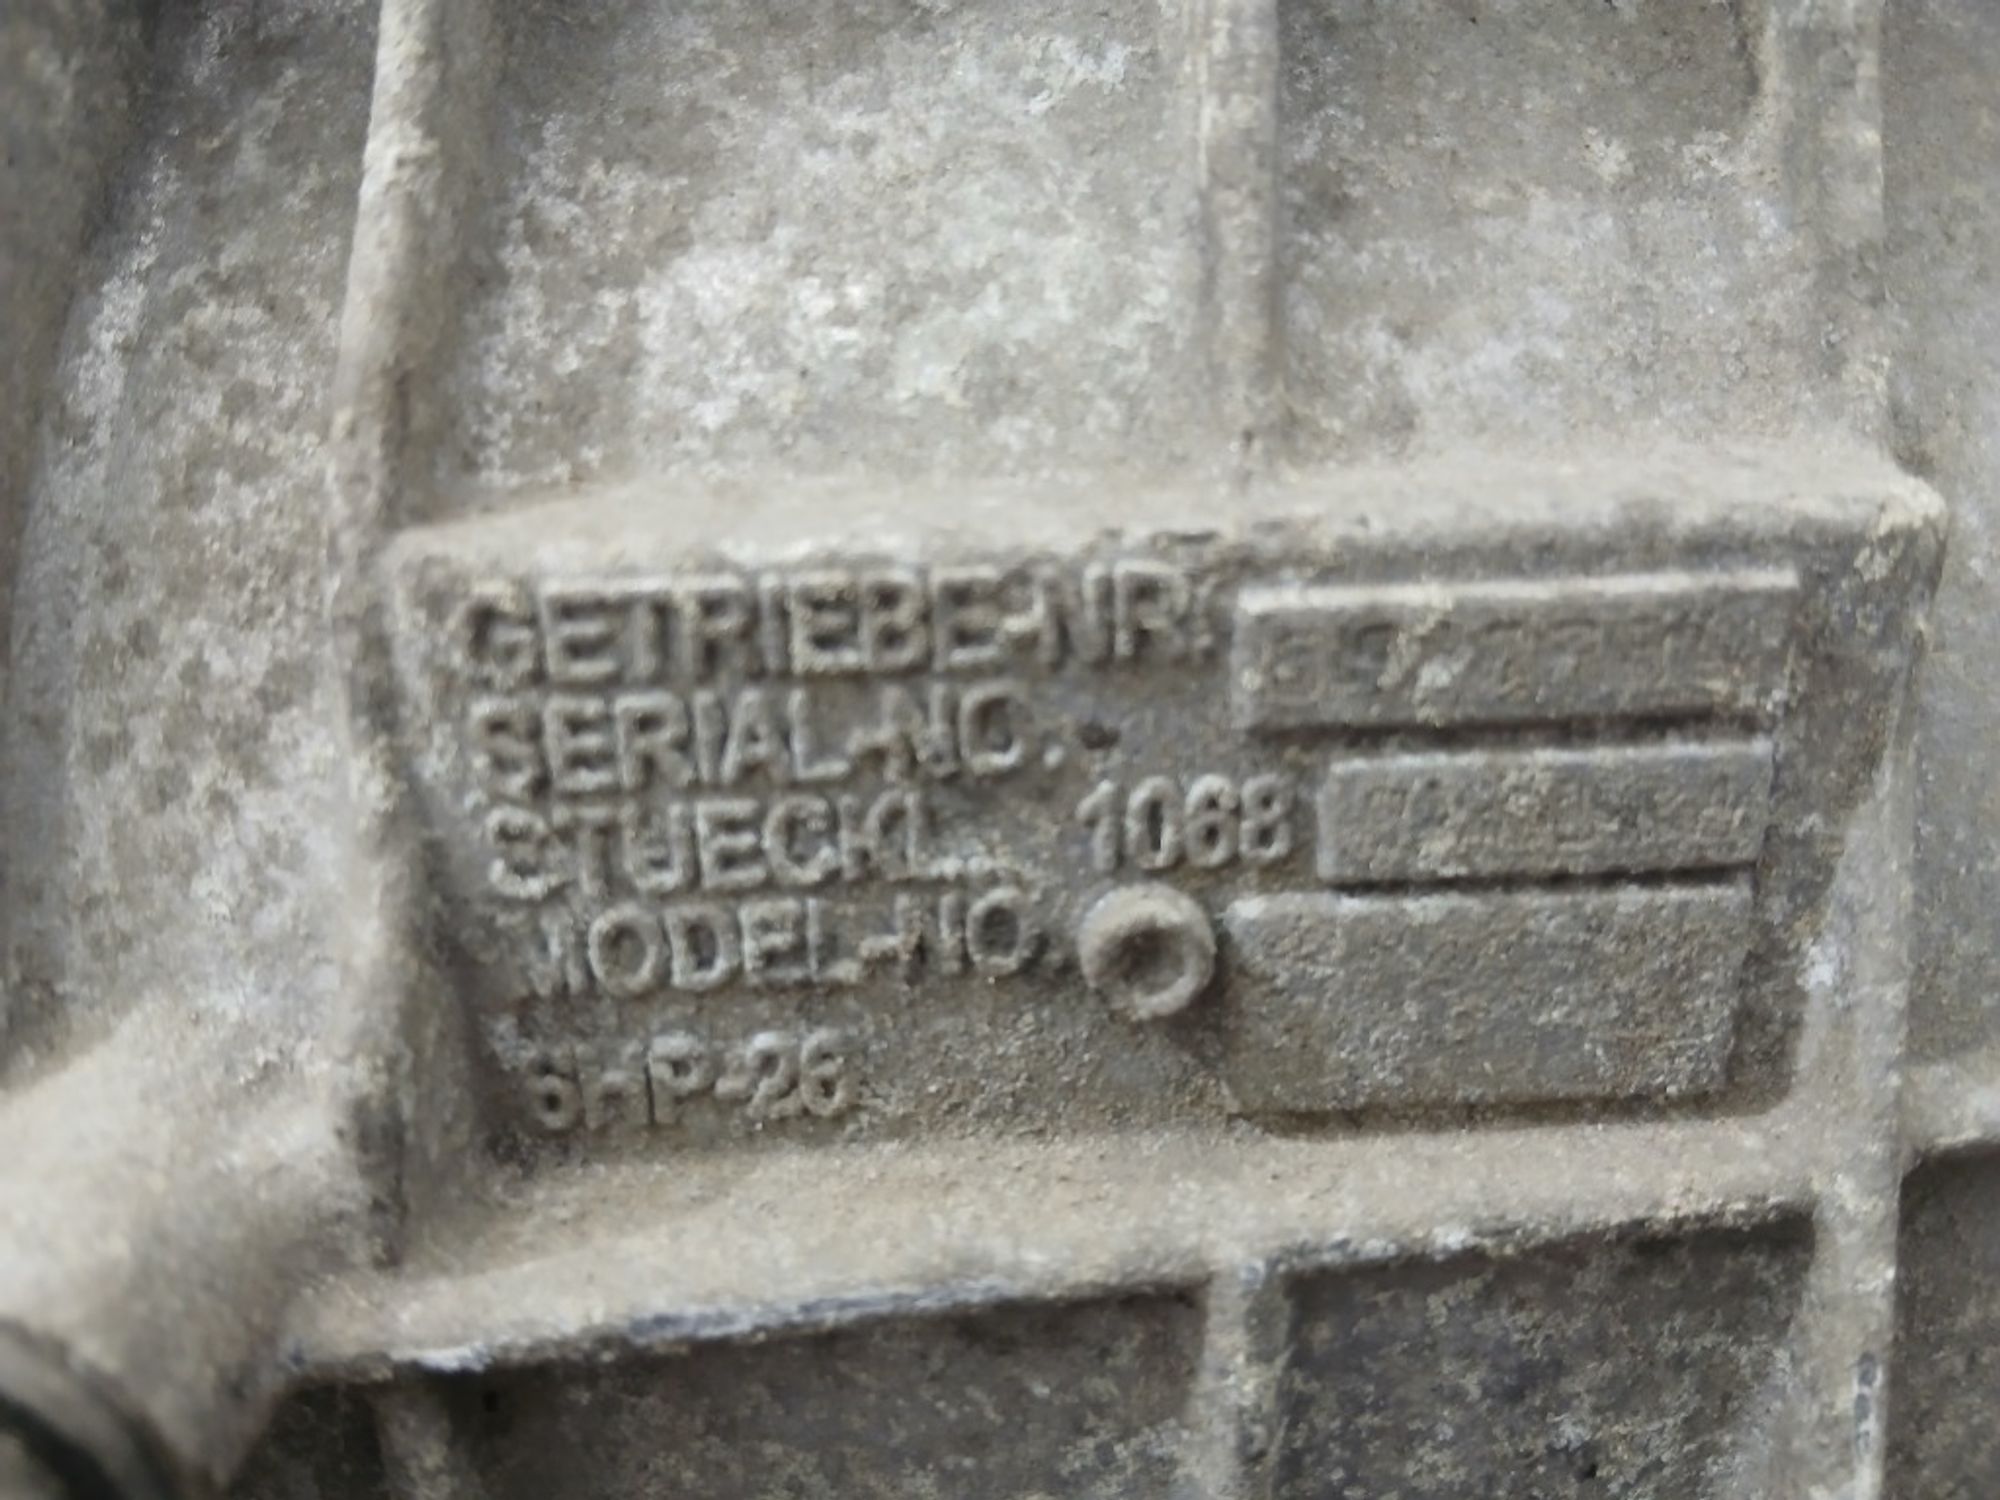 GETRIEBE-NR.
SERIAL-NO.
STUECKL. 1068
MODEL-NO.
6HP-26